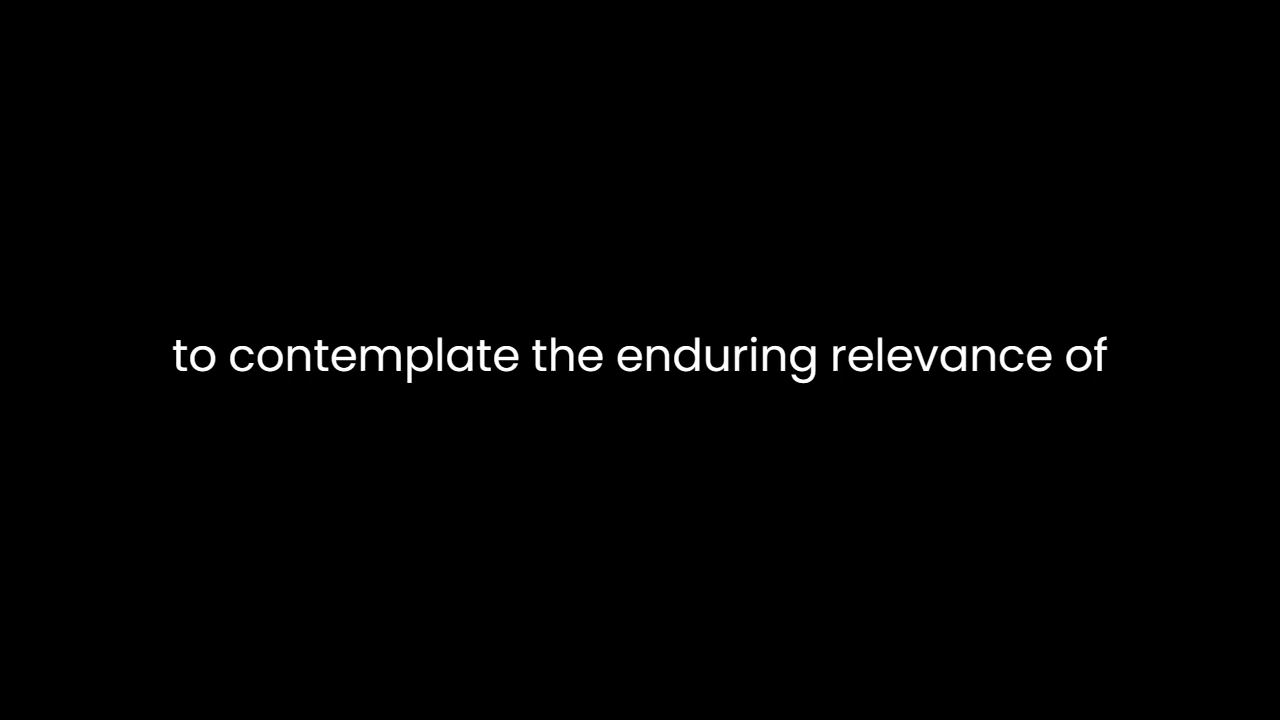 to contemplate the enduring relevance of